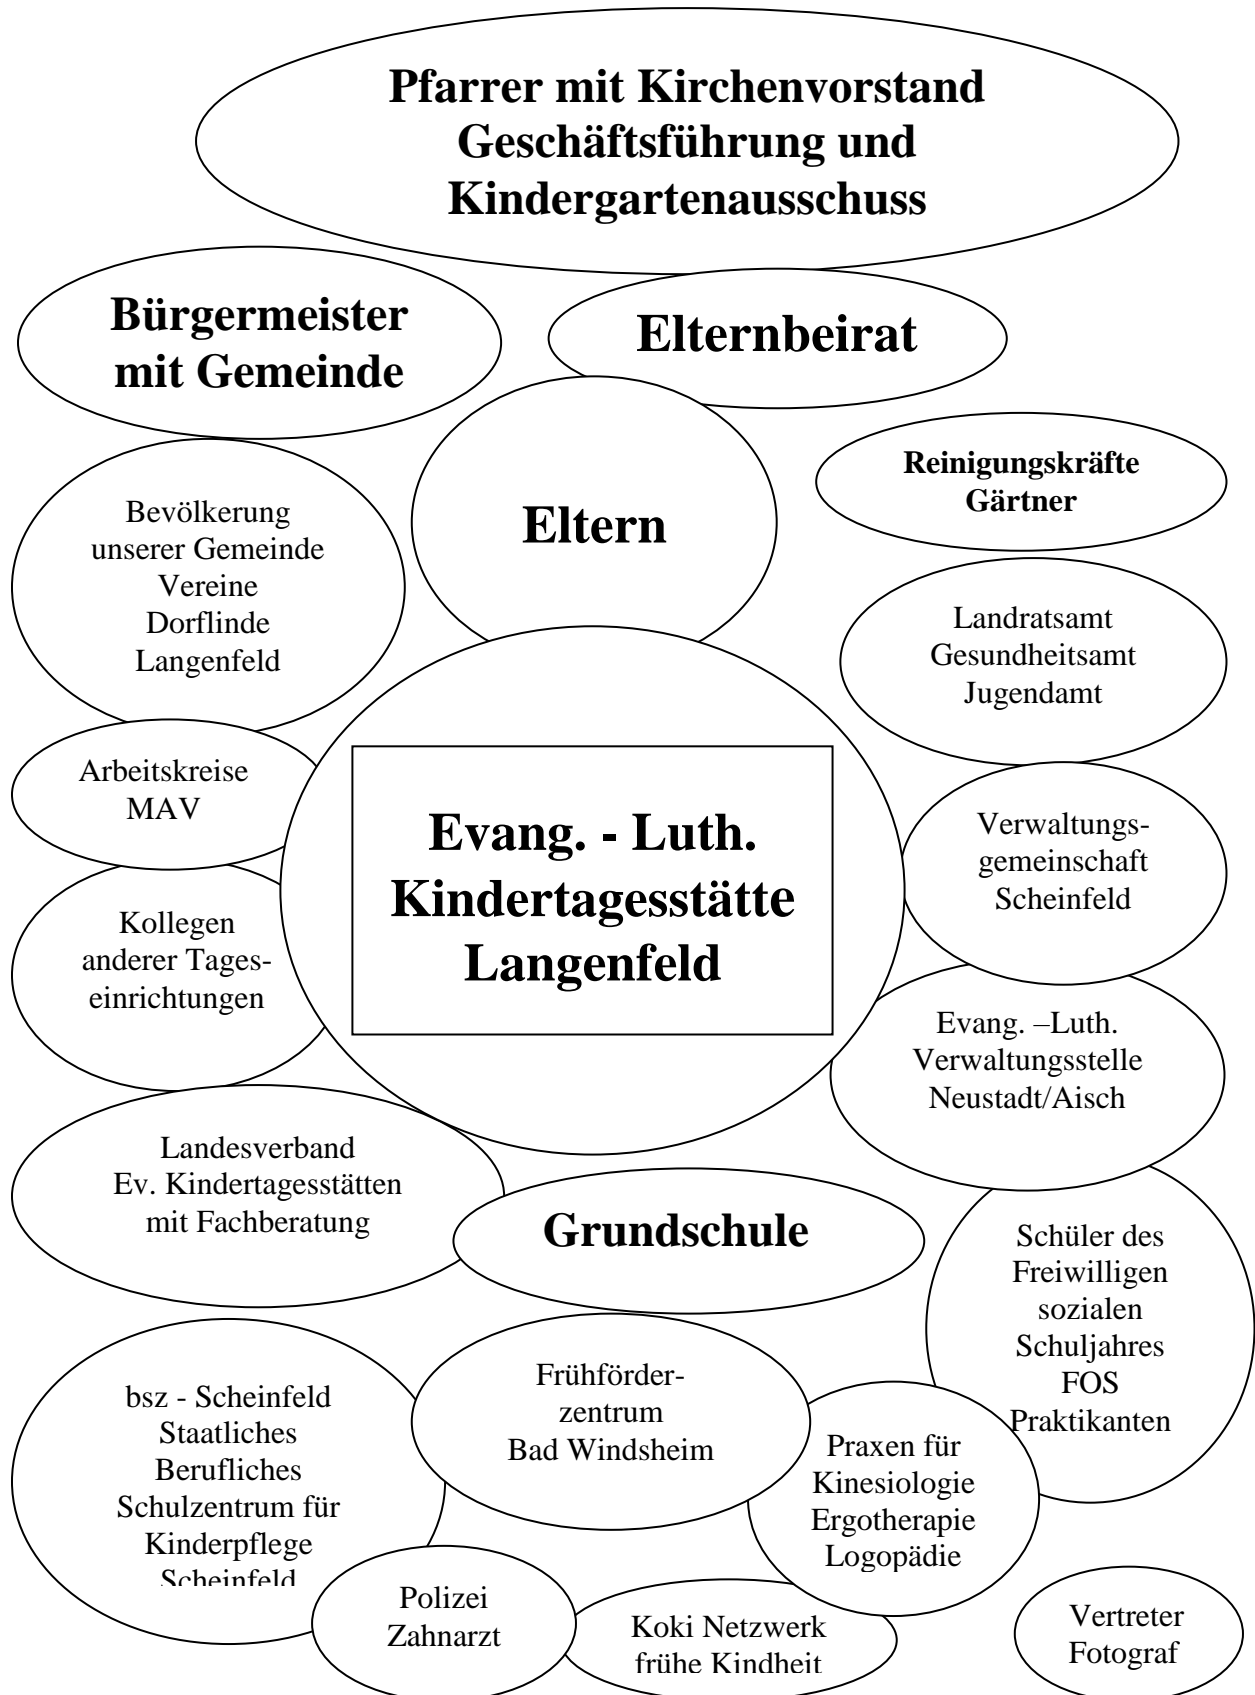 Pfarrer mit Kirchenvorstand
Geschäftsführung und
Kindergartenausschuss
Bürgermeister
mit Gemeinde
Elternbeirat
Eltern
Reinigungskräfte
Gärtner
Bevölkerung
unserer Gemeinde
Vereine
Dorflinde
Langenfeld
Landratsamt
Gesundheitsamt
Jugendamt
Arbeitskreise
MAV
Evang. - Luth.
Kindertagesstätte
Langenfeld
Verwaltungs-
gemeinschaft
Scheinfeld
Kollegen
anderer Tages-
einrichtungen
Evang. –Luth.
Verwaltungsstelle
Neustadt/Aisch
Landesverband
Ev. Kindertagesstätten
mit Fachberatung
Grundschule
Schüler des
Freiwilligen
sozialen
Schuljahres
FOS
Praktikanten
bsz - Scheinfeld
Staatliches
Berufliches
Schulzentrum für
Kinderpflege
Scheinfeld
Frühförder-
zentrum
Bad Windsheim
Praxen für
Kinesiologie
Ergotherapie
Logopädie
Polizei
Zahnarzt
Koki Netzwerk
frühe Kindheit
Vertreter
Fotograf